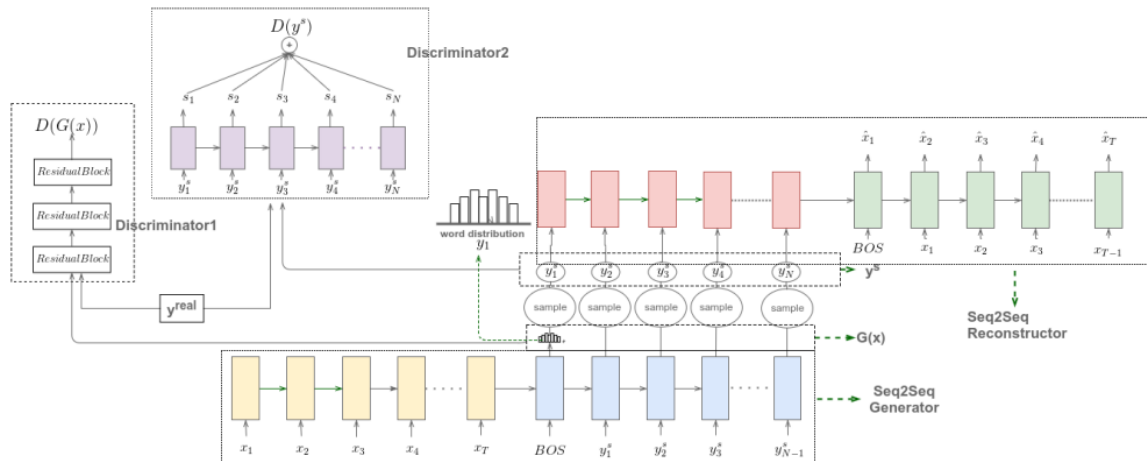 D(y^s)
+
Discriminator2
s_1 s_2 s_3 s_4 s_N
y_1^s y_2^s y_3^s y_4^s y_N^s
D(G(x))
ResidualBlock
ResidualBlock
ResidualBlock
Discriminator1
y^real
word distribution
y_1
x̂_1 x̂_2 x̂_3 x̂_4 x̂_T
BOS x_1 x_2 x_3 x_{T-1}
y_1^s y_2^s y_3^s y_4^s y_N^s
y^s
sample sample sample sample sample
Seq2Seq
Reconstructor
G(x)
Seq2Seq
Generator
x_1 x_2 x_3 x_4 x_T BOS y_1^s y_2^s y_3^s y_{N-1}^s